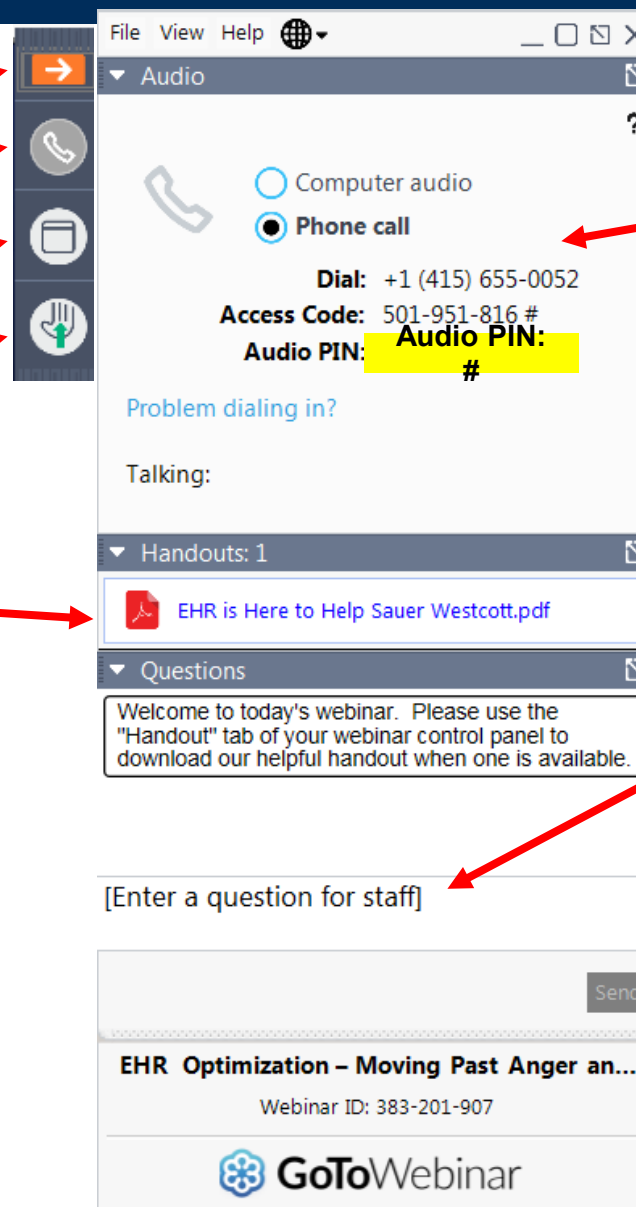 File View Help
Audio
?
Computer audio
Phone call
Dial: +1 (415) 655-0052
Access Code: 501-951-816 #
Audio PIN: Audio PIN:
#
Problem dialing in?
Talking:
Handouts: 1
EHR is Here to Help Sauer Westcott.pdf
Questions
Welcome to today's webinar. Please use the
"Handout" tab of your webinar control panel to
download our helpful handout when one is available.
[Enter a question for staff]
Send
EHR Optimization – Moving Past Anger an...
Webinar ID: 383-201-907
GoToWebinar